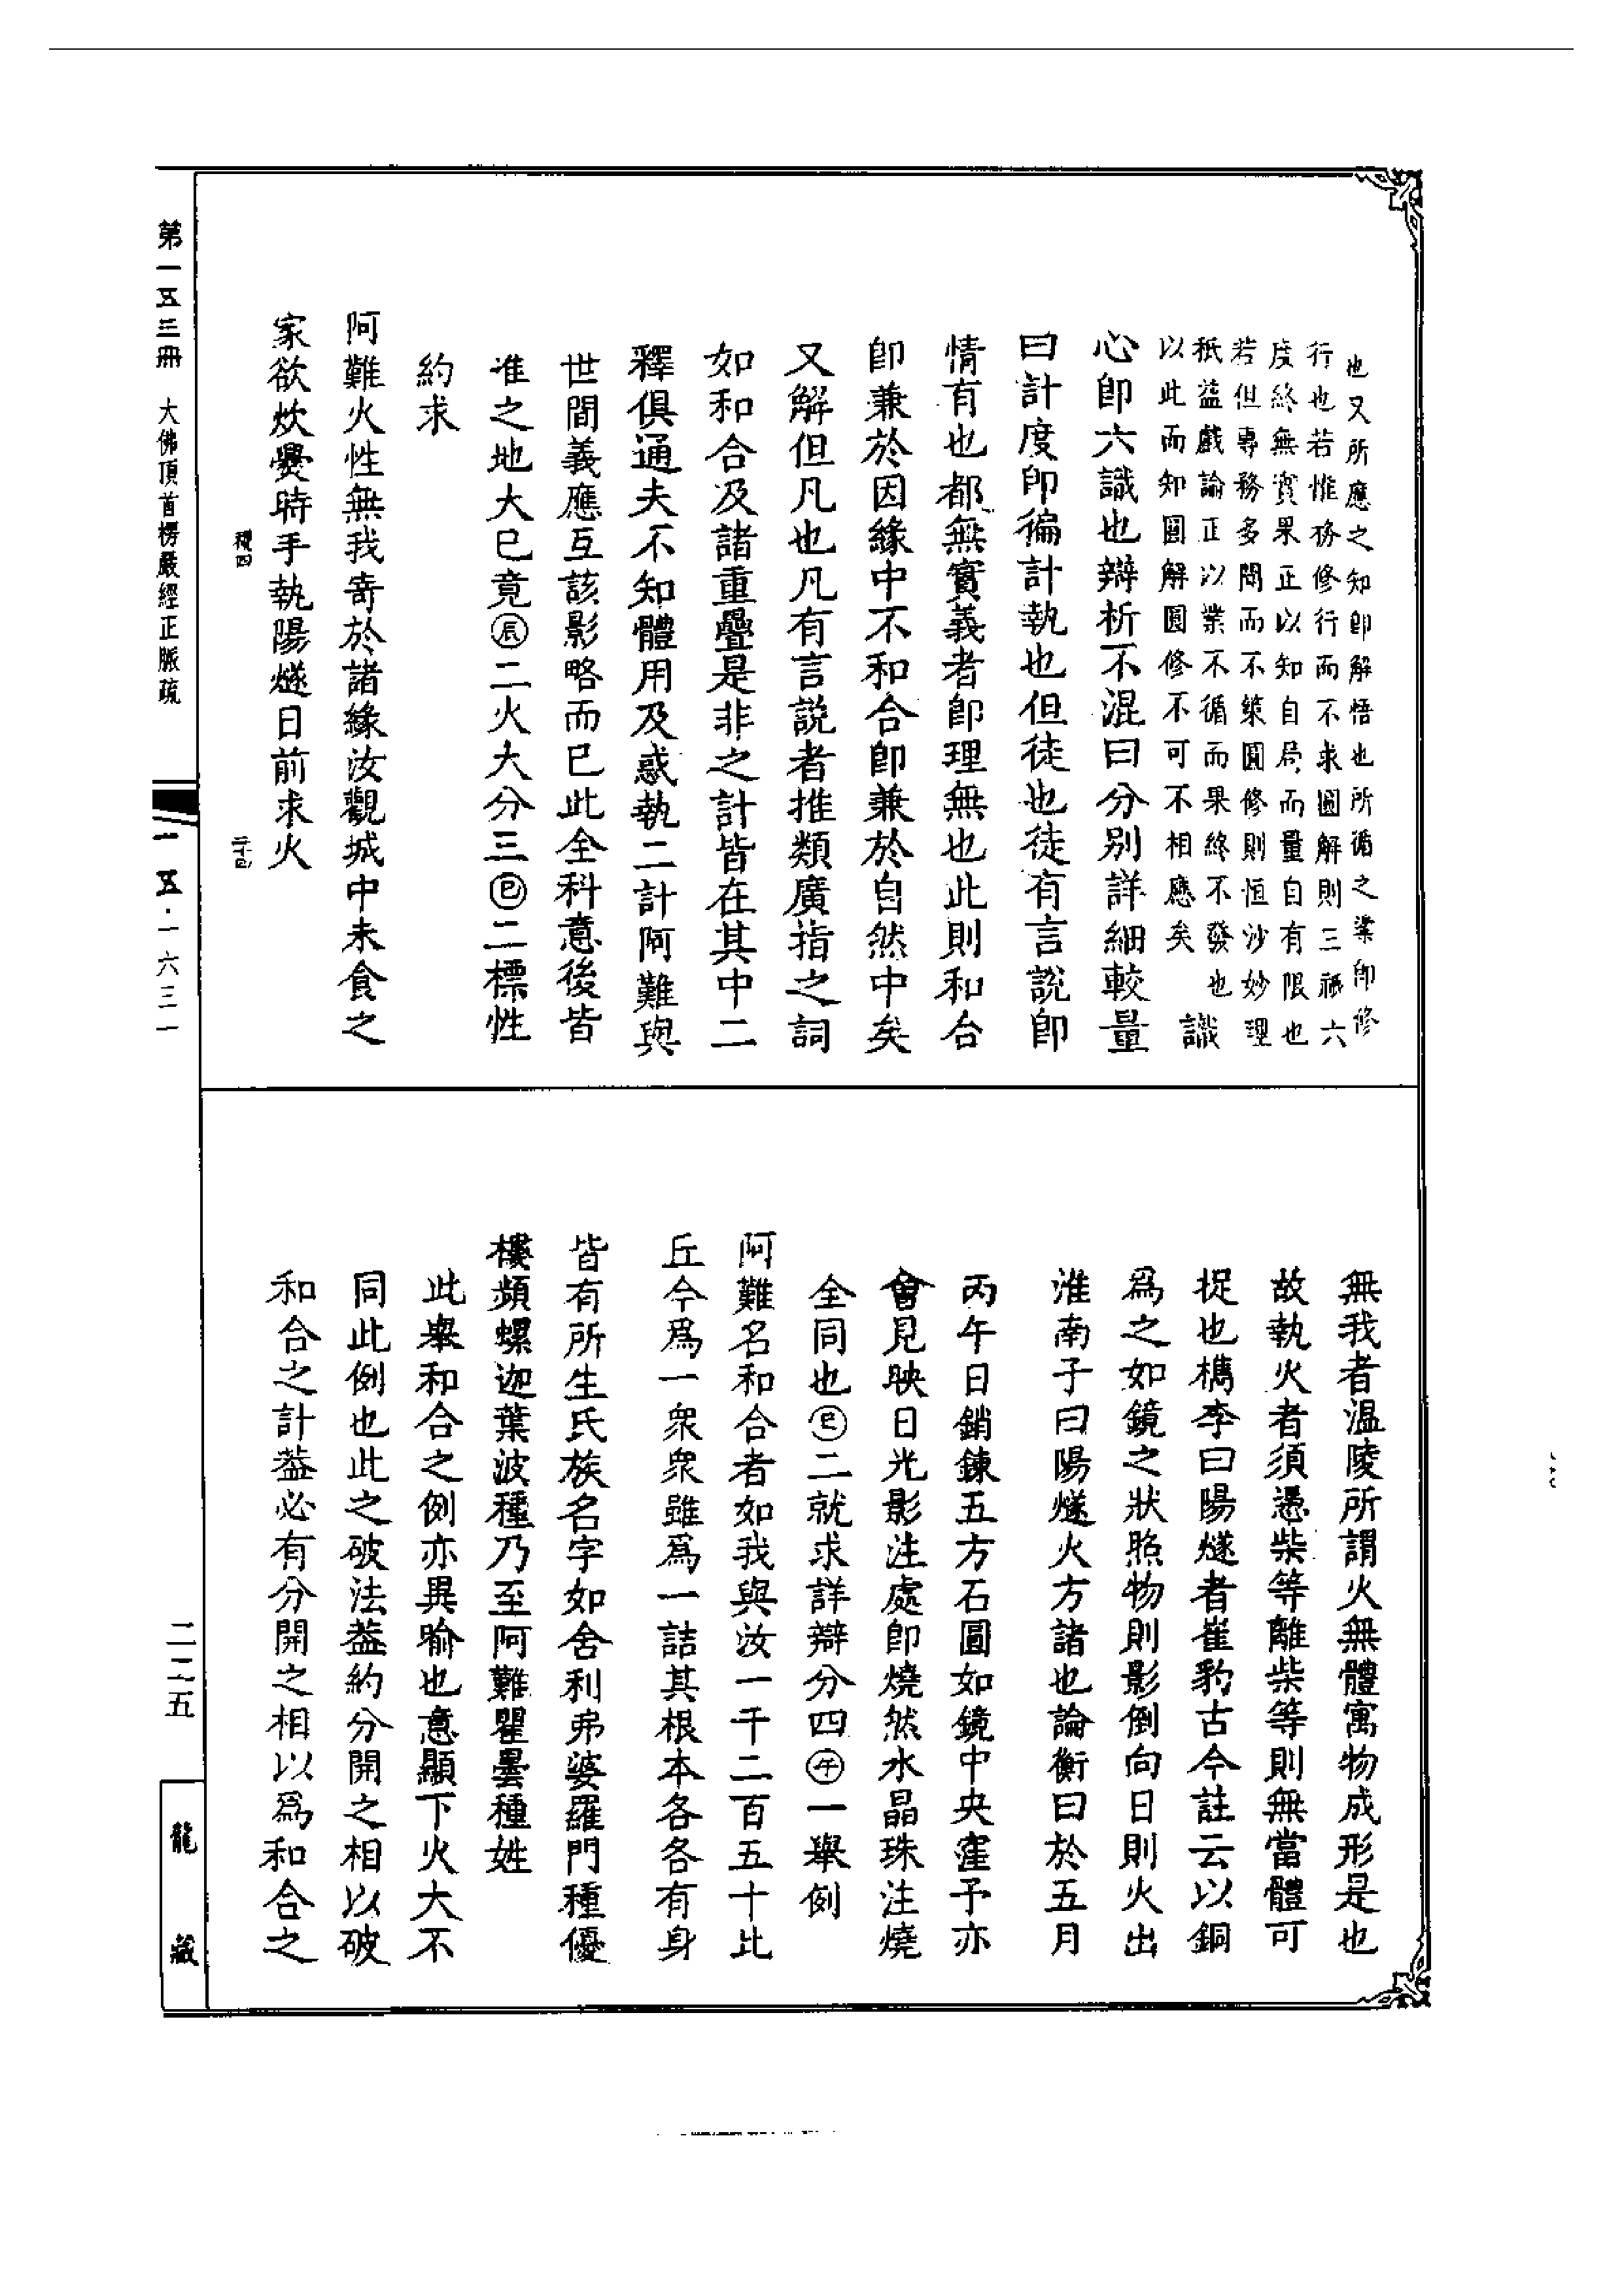 也又所應之知卽解悟也所循之業卽修
行也若惟務修行而不求圓解則三祇六
度終無實果正以知自局而量自有限也
若但專務多聞而不策圓修則恒沙妙理
祇益戲論正以業不循而果終不發也
以此而知圓解圓修不可不相應矣
識
心卽六識也辯析不混曰分別詳細較量
曰計度卽徧計執也但徒也徒有言說卽
情有也都無實義者卽理無也此則和合
卽兼於因緣中不和合卽兼於自然中矣
又解但凡也凡有言說者推類廣指之詞
如和合及諸重疊是非之計皆在其中二
釋俱通夫不知體用及惑執二計阿難與
世間義應互該影略而已此全科意後皆
准之地大已竟㊁二火大分三㊁二標性
約求
阿難火性無我寄於諸緣汝觀城中未食之
家欲炊爨時手執陽燧日前求火
無我者溫陵所謂火無體寓物成形是也
故執火者須憑柴等離柴等則無當體可
捉也檇李曰陽燧者崔豹古今註云以銅
爲之如鏡之狀照物則影倒向日則火出
淮南子曰陽燧火方諸也論衡曰於五月
丙午日銷鍊五方石圓如鏡中央窪予亦
會見映日光影注處卽燒然水晶珠注燒
全同也巳二就求詳辯分四午一舉例
阿難名和合者如我與汝一千二百五十比
丘今爲一衆衆雖爲一詰其根本各各有身
皆有所生氏族名字如舍利弗婆羅門種優
樓頻螺迦葉波種乃至阿難瞿曇種姓
此舉和合之例亦異喻也意顯下火大不
同此例也此之破法葢約分開之相以破
和合之計葢必有分開之相以爲和合之
第一五三冊　大佛頂首楞嚴經正脈疏
一五·一六三一
二二五
龍藏